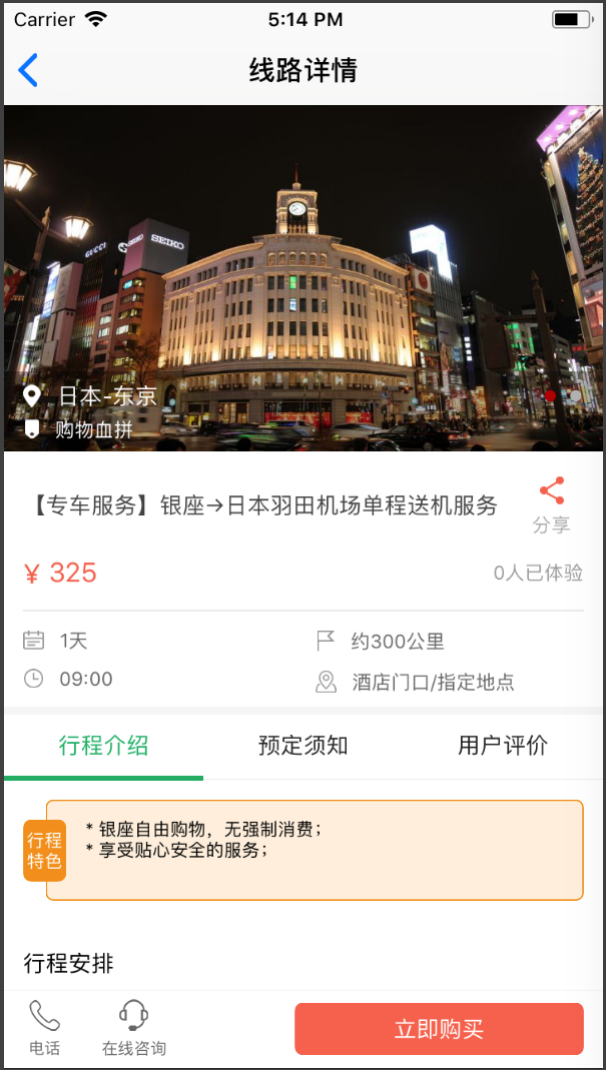 Carrier 5:14 PM
线路详情
GUCCI
SEIKO
SEIKO
日本-东京
购物血拼
【专车服务】银座→日本羽田机场单程送机服务
分享
¥ 325
0人已体验
1天
约300公里
09:00
酒店门口/指定地点
行程介绍 预定须知 用户评价
行程
特色
* 银座自由购物，无强制消费；
* 享受贴心安全的服务；
行程安排
电话
在线咨询
立即购买